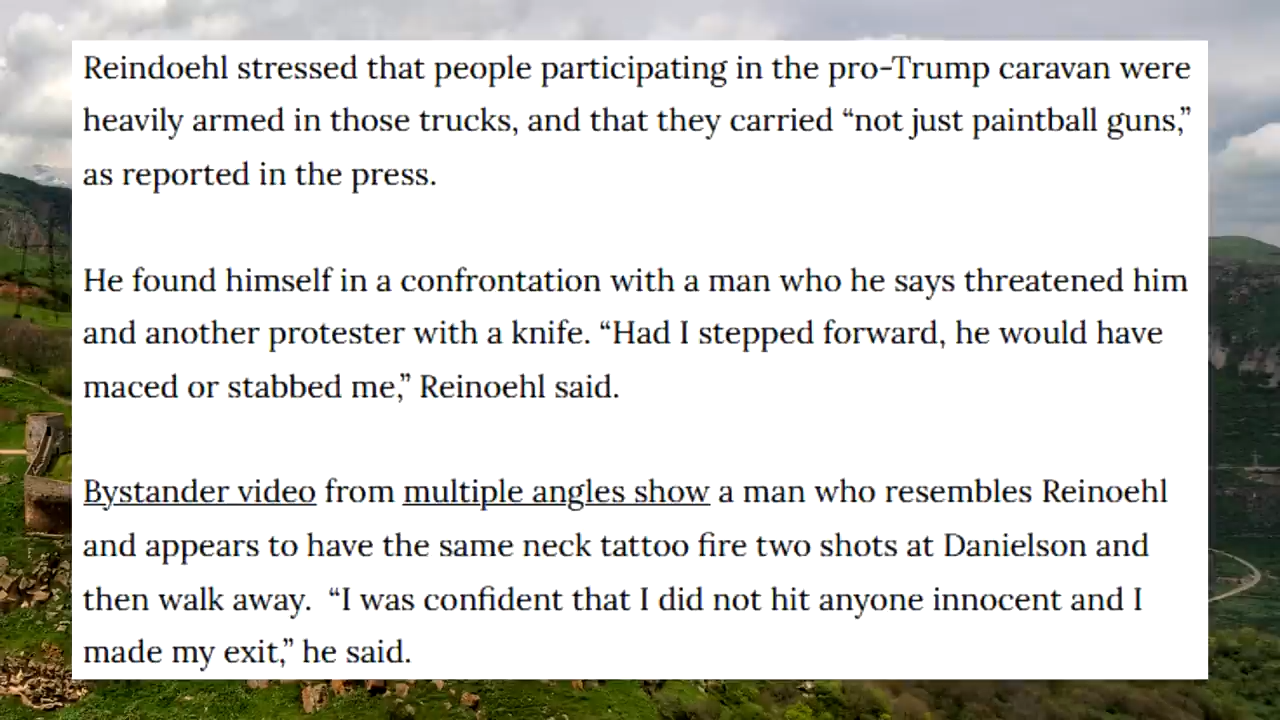 Reindoehl stressed that people participating in the pro-Trump caravan were
heavily armed in those trucks, and that they carried “not just paintball guns,”
as reported in the press.
He found himself in a confrontation with a man who he says threatened him
and another protester with a knife. “Had I stepped forward, he would have
maced or stabbed me,” Reinoehl said.
Bystander video from multiple angles show a man who resembles Reinoehl
and appears to have the same neck tattoo fire two shots at Danielson and
then walk away.  “I was confident that I did not hit anyone innocent and I
made my exit,” he said.